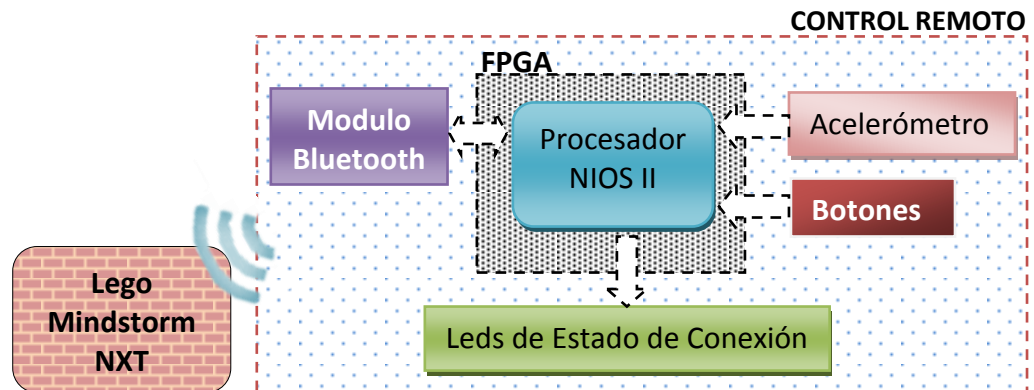 CONTROL REMOTO
FPGA
Modulo
Bluetooth
Procesador
NIOS II
Acelerómetro
Botones
Lego
Mindstorm
NXT
Leds de Estado de Conexión